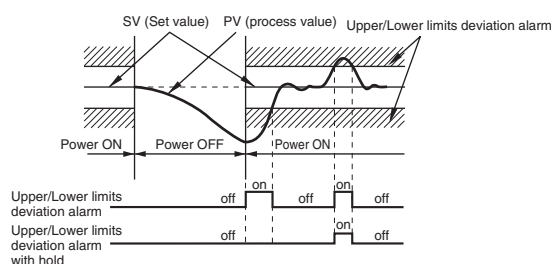 SV (Set value) PV (process value) Upper/Lower limits deviation alarm
Power ON Power OFF Power ON
on on
Upper/Lower limits
deviation alarm
off off off
on
Upper/Lower limits
deviation alarm
with hold
off off